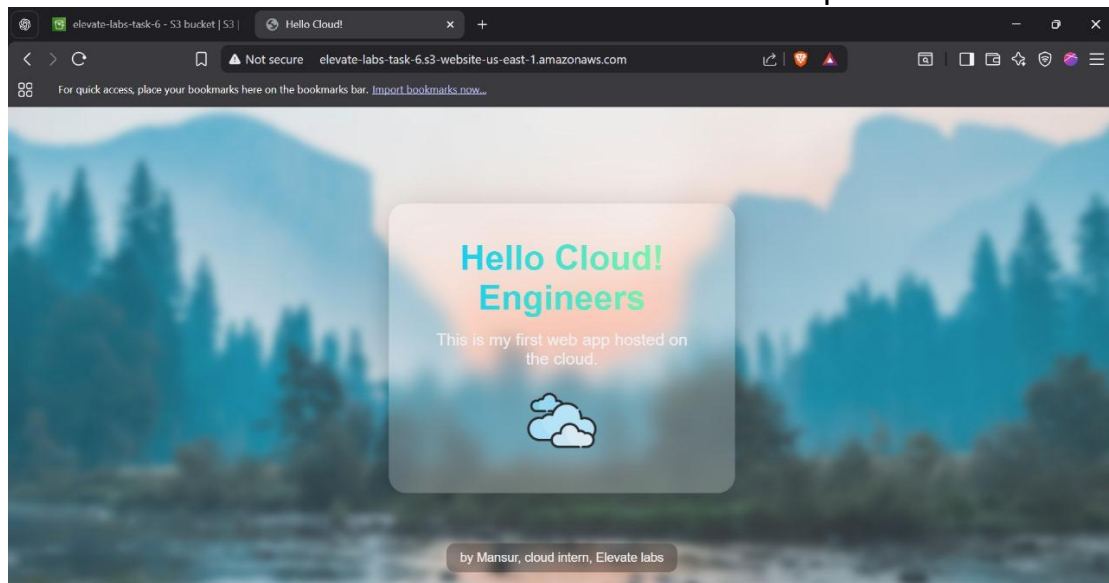 elevate-labs-task-6 - S3 bucket | S3 |
Hello Cloud!
Not secure elevate-labs-task-6.s3-website-us-east-1.amazonaws.com
For quick access, place your bookmarks here on the bookmarks bar. Import bookmarks now...
Hello Cloud!
Engineers
This is my first web app hosted on
the cloud.
by Mansur, cloud intern, Elevate labs